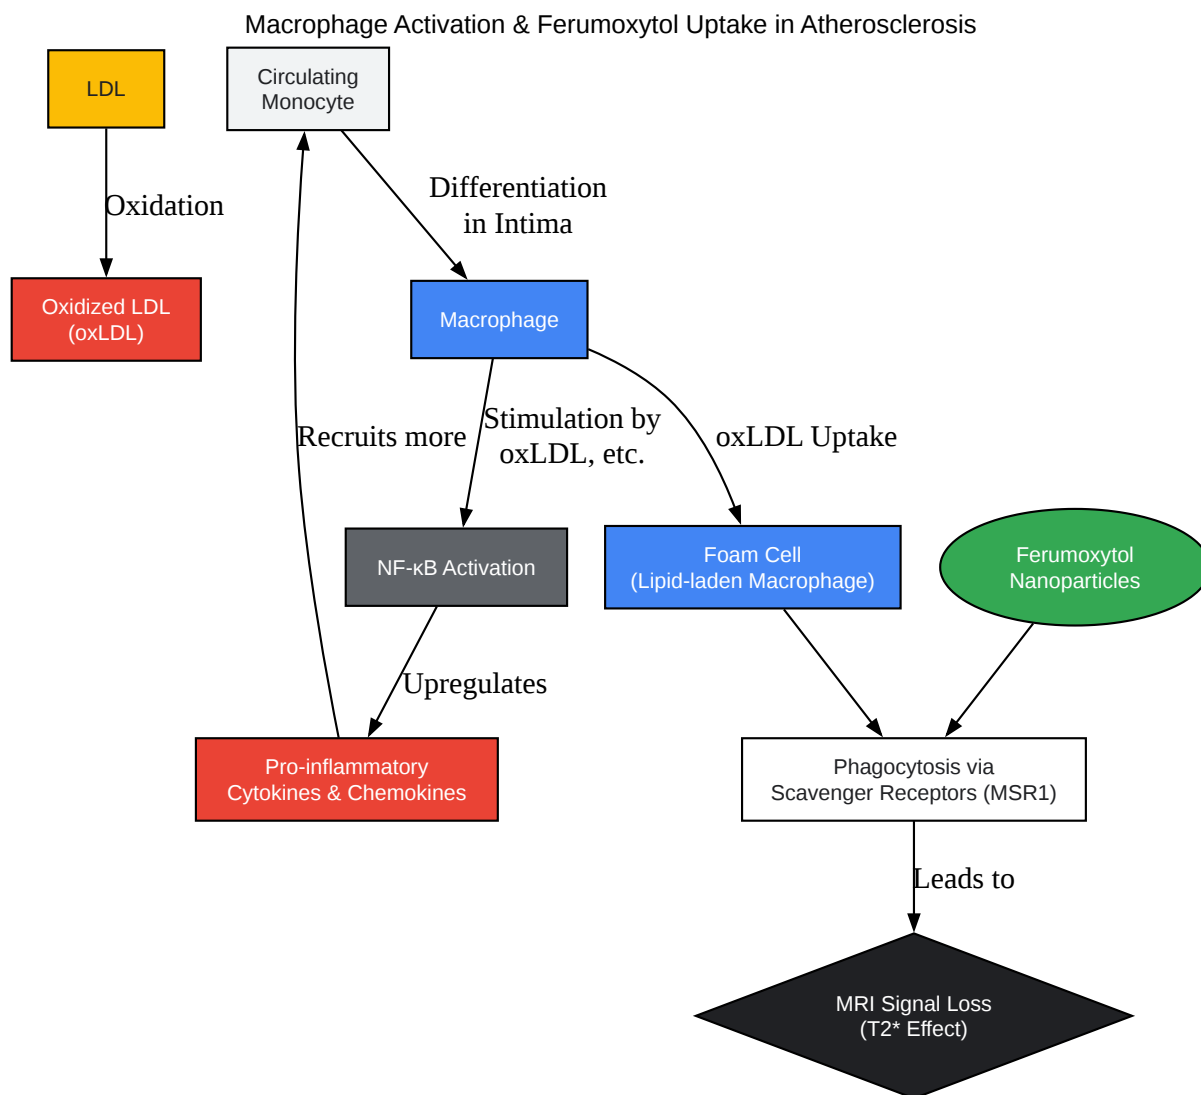 Macrophage Activation & Ferumoxytol Uptake in Atherosclerosis
LDL
Circulating
Monocyte
Oxidation
Differentiation
in Intima
Oxidized LDL
(oxLDL)
Macrophage
Recruits more
Stimulation by
oxLDL, etc.
oxLDL Uptake
NF-κB Activation
Foam Cell
(Lipid-laden Macrophage)
Ferumoxytol
Nanoparticles
Upregulates
Pro-inflammatory
Cytokines & Chemokines
Phagocytosis via
Scavenger Receptors (MSR1)
Leads to
MRI Signal Loss
(T2* Effect)